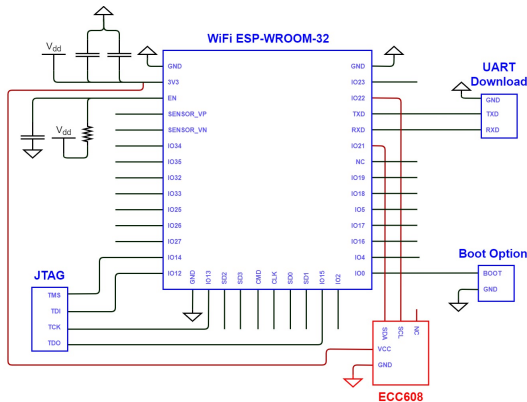 WiFi ESP-WROOM-32
Vdd
GND
3V3
EN
SENSOR_VP
SENSOR_VN
IO34
IO35
IO32
IO33
IO25
IO26
IO27
IO14
IO12
Vdd
GND
IO13
SD2
SD3
CMD
CLK
SD0
SD1
IO15
IO2
GND
IO23
IO22
TXD
RXD
IO21
NC
IO19
IO18
IO5
IO17
IO16
IO4
IO0
UART
Download
GND
TXD
RXD
Boot Option
BOOT
GND
JTAG
TMS
TDI
TCK
TDO
SDA
SCL
NC
VCC
GND
ECC608